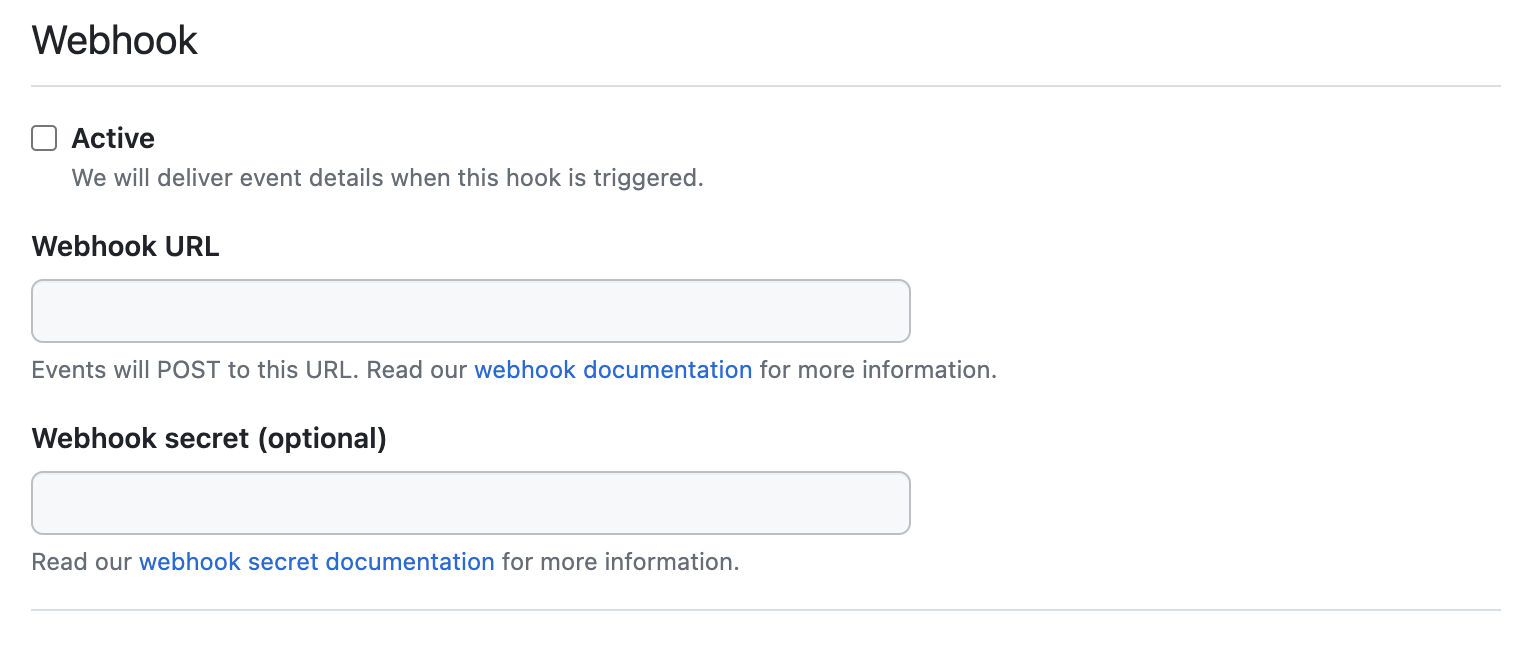 Webhook
Active
We will deliver event details when this hook is triggered.
Webhook URL
Events will POST to this URL. Read our webhook documentation for more information.
Webhook secret (optional)
Read our webhook secret documentation for more information.